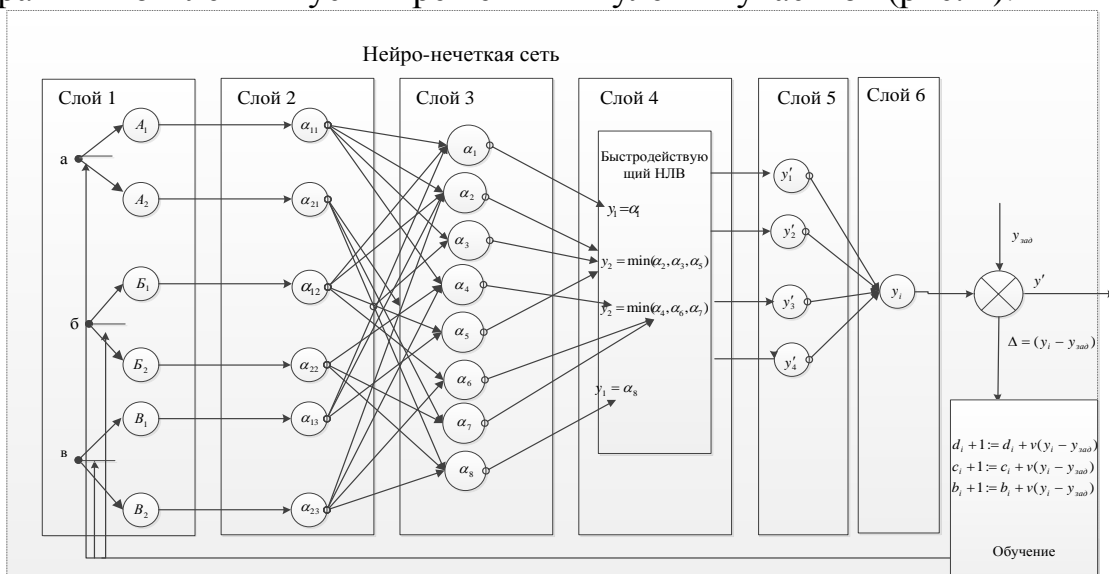 Нейро-нечеткая сеть
Слой 1
Слой 2
Слой 3
Слой 4
Слой 5
Слой 6
а
б
в
A₁
A₂
Б₁
Б₂
B₁
B₂
α₁₁
α₂₁
α₁₂
α₂₂
α₁₃
α₂₃
α₁
α₂
α₃
α₄
α₅
α₆
α₇
α₈
Быстродействую
щий НЛВ
y₁ = α₁
y₂ = min(α₂, α₃, α₅)
y₂ = min(α₄, α₆, α₇)
y₁ = α₈
y′₁
y′₂
y′₃
y′₄
yᵢ
y_зад
y′
Δ = (yᵢ − y_зад)
dᵢ +1:= dᵢ + v(yᵢ − y_зад)
cᵢ +1:= cᵢ + v(yᵢ − y_зад)
bᵢ +1:= bᵢ + v(yᵢ − y_зад)
Обучение